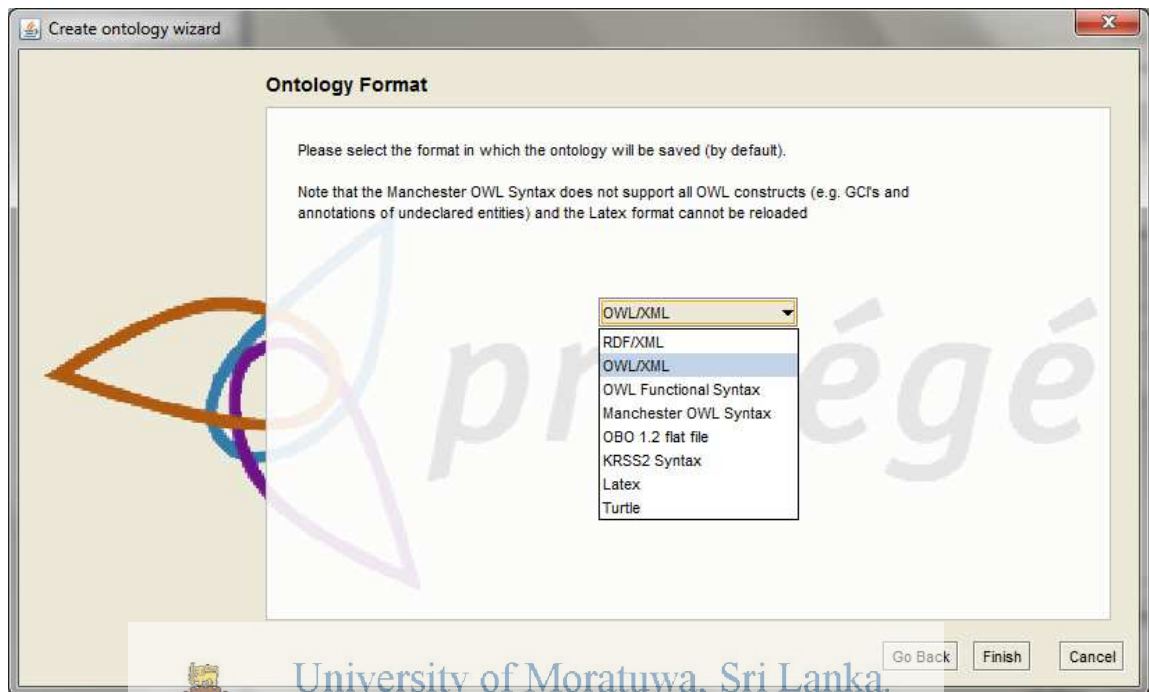 Create ontology wizard
Ontology Format
Please select the format in which the ontology will be saved (by default).
Note that the Manchester OWL Syntax does not support all OWL constructs (e.g. GCI's and
annotations of undeclared entities) and the Latex format cannot be reloaded
OWL/XML
RDF/XML
OWL/XML
OWL Functional Syntax
Manchester OWL Syntax
OBO 1.2 flat file
KRSS2 Syntax
Latex
Turtle
Go Back
Finish
Cancel
University of Moratuwa, Sri Lanka.